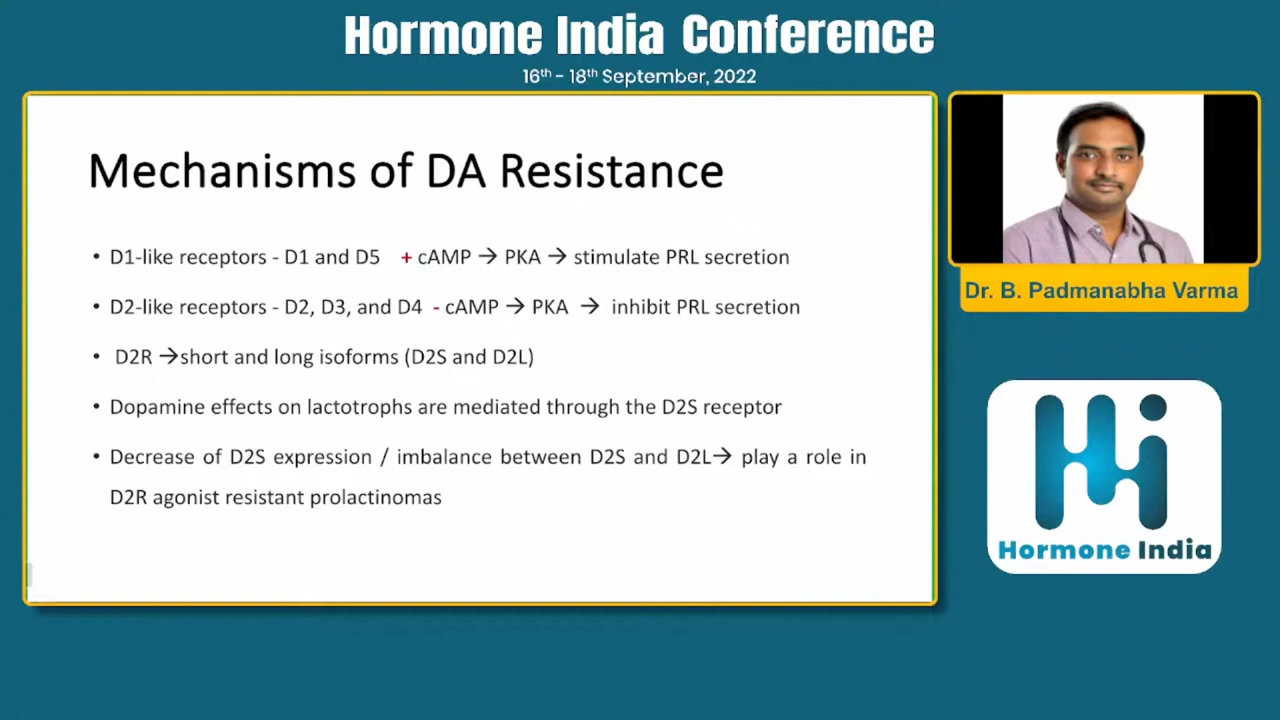 Hormone India Conference
16th - 18th September, 2022
Mechanisms of DA Resistance
• D1-like receptors - D1 and D5 + cAMP → PKA → stimulate PRL secretion
• D2-like receptors - D2, D3, and D4 - cAMP → PKA → inhibit PRL secretion
• D2R →short and long isoforms (D2S and D2L)
• Dopamine effects on lactotrophs are mediated through the D2S receptor
• Decrease of D2S expression / imbalance between D2S and D2L→ play a role in
D2R agonist resistant prolactinomas
Dr. B. Padmanabha Varma
Hormone India